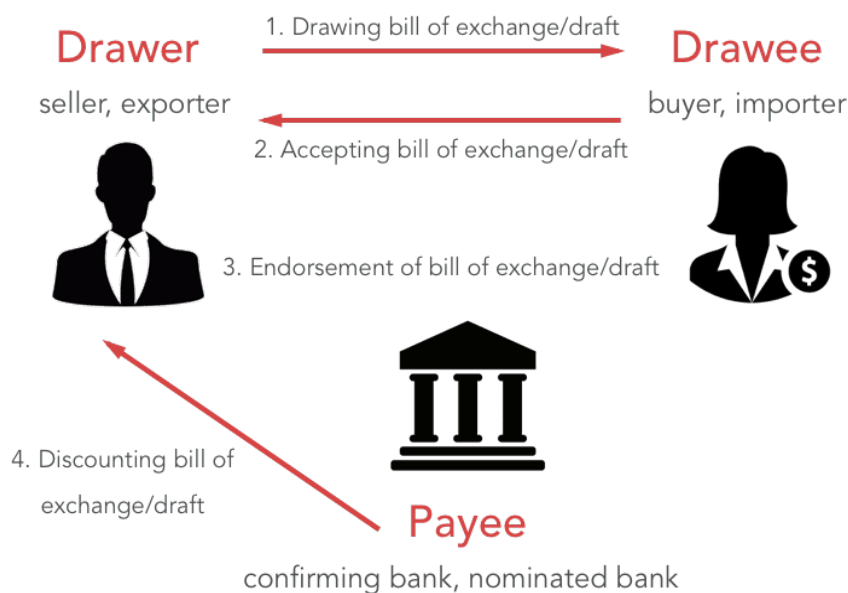 1. Drawing bill of exchange/draft
Drawer
Drawee
seller, exporter
buyer, importer
2. Accepting bill of exchange/draft
$
3. Endorsement of bill of exchange/draft
4. Discounting bill of
exchange/draft
Payee
confirming bank, nominated bank